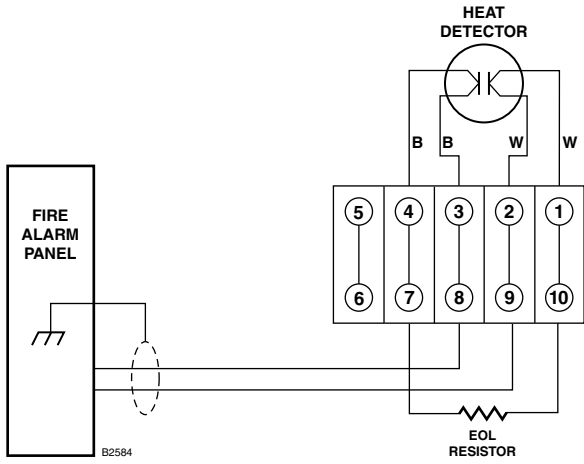 HEAT
DETECTOR
B B W W
FIRE
ALARM
PANEL
5 4 3 2 1
6 7 8 9 10
EOL
RESISTOR
B2584